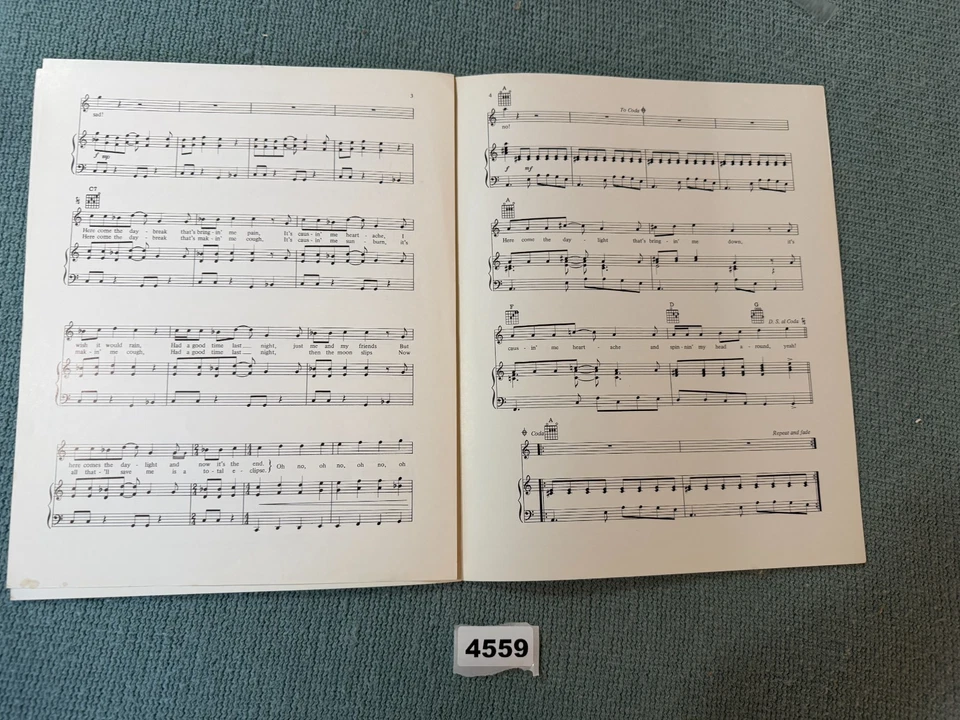 3
sad!
f mp
C7
Here come the day- break that's bring-in' me pain, It's caus-in' me heart-ache, I
Here come the day- break that's mak-in' me cough, It's caus-in' me sun- burn, it's
wish it would rain, Had a good time last night, just me and my friends But
mak-in' me cough, Had a good time last night, then the moon slips Now
here comes the day-light and now it's the end. Oh no, oh no, oh no, oh
all that-'ll save me is a to-tal e-clipse.
4
A
To Coda
no!
f mf
A
Here come the day- light that's bring-in' me down, it's
F D G
D. S. al Coda
caus-in' me heart-ache and spin-nin' my head a-round, yeah!
Coda A
Repeat and fade
4559